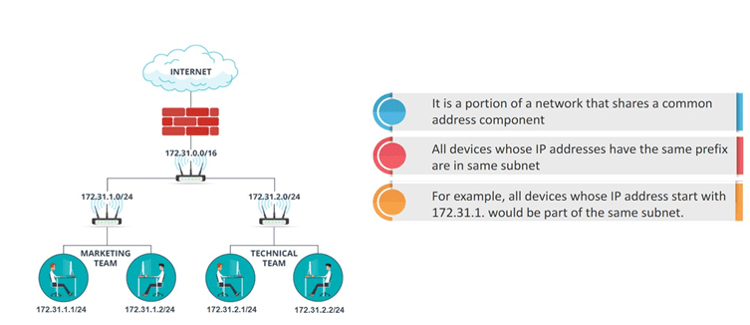 INTERNET
172.31.0.0/16
172.31.1.0/24
172.31.2.0/24
MARKETING
TEAM
TECHNICAL
TEAM
172.31.1.1/24
172.31.1.2/24
172.31.2.1/24
172.31.2.2/24
It is a portion of a network that shares a common
address component
All devices whose IP addresses have the same prefix
are in same subnet
For example, all devices whose IP address start with
172.31.1. would be part of the same subnet.